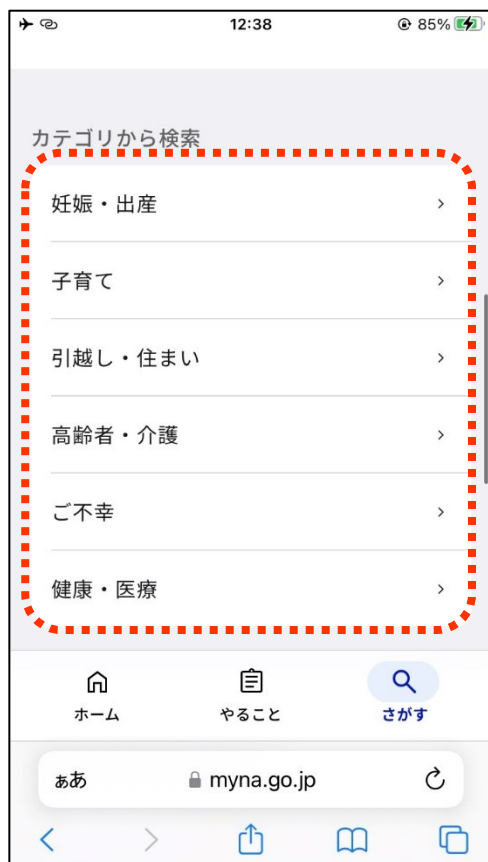 12:38
85%
カテゴリから検索
妊娠・出産
子育て
引越し・住まい
高齢者・介護
ご不幸
健康・医療
ホーム
やること
さがす
ぁあ
myna.go.jp